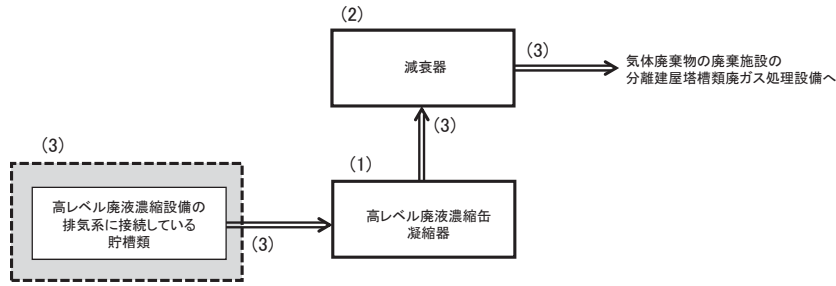 (2)
減衰器
(3)
気体廃棄物の廃棄施設の
分離建屋塔槽類廃ガス処理設備へ
(3)
(3)
(1)
高レベル廃液濃縮設備の
排気系に接続している
貯槽類
(3)
高レベル廃液濃縮缶
凝縮器